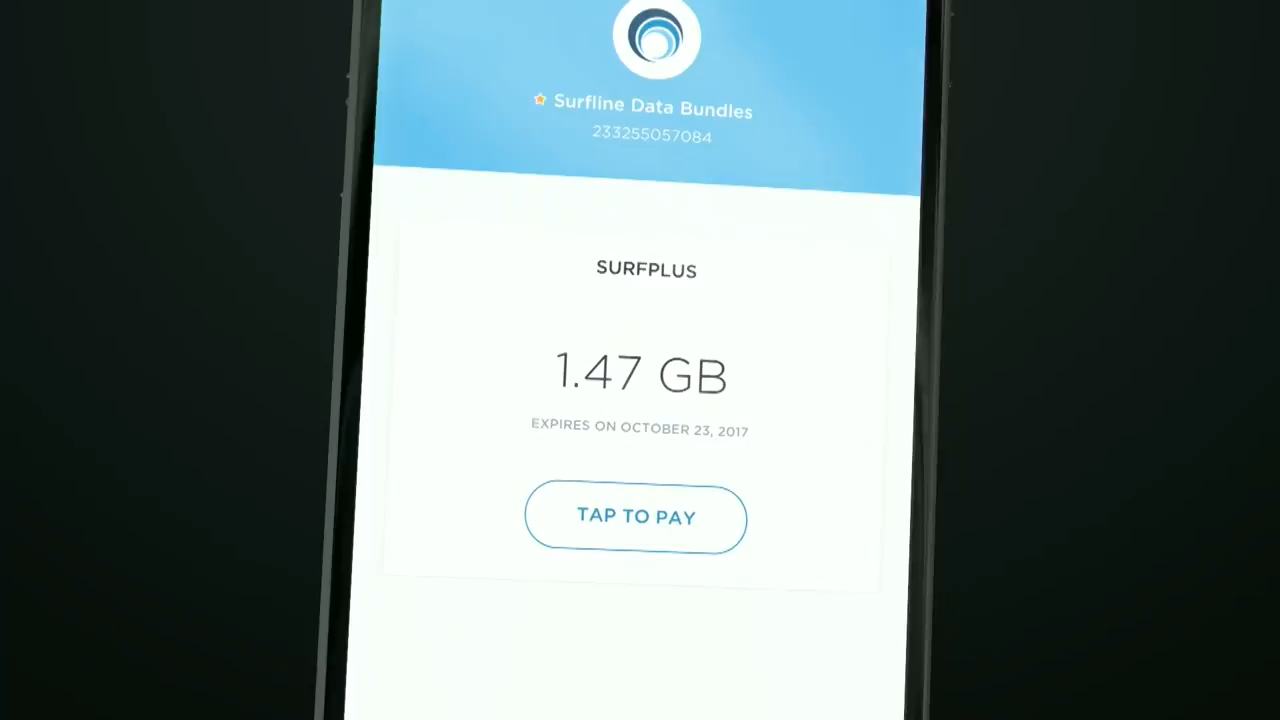 Surfline Data Bundles
233255057084
SURFPLUS
1.47 GB
EXPIRES ON OCTOBER 23, 2017
TAP TO PAY